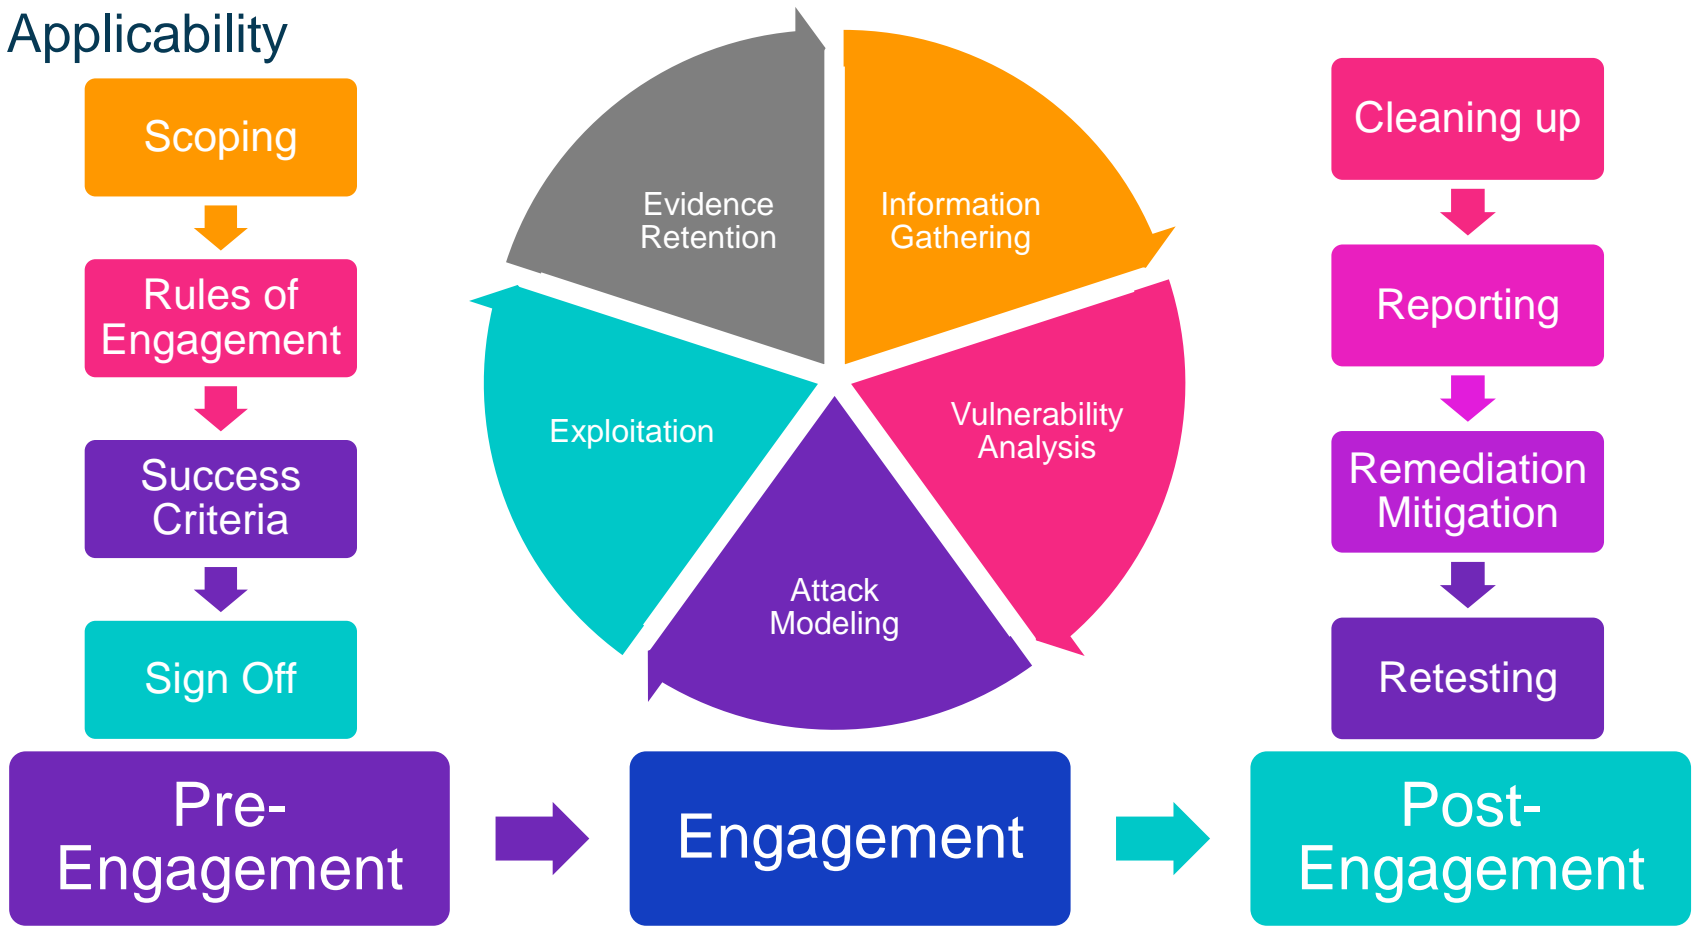 Applicability
Scoping
Rules of
Engagement
Success
Criteria
Sign Off
Pre-
Engagement
Evidence
Retention
Information
Gathering
Exploitation
Vulnerability
Analysis
Attack
Modeling
Engagement
Cleaning up
Reporting
Remediation
Mitigation
Retesting
Post-
Engagement